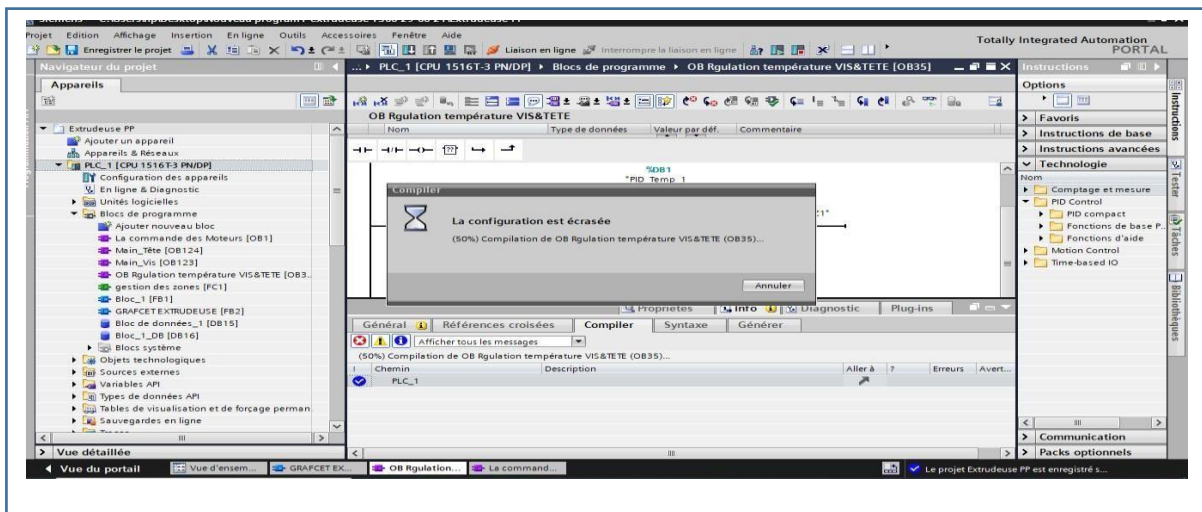 Projet Edition Affichage Insertion En ligne Outils Accessoires Fenêtre Aide
Totally Integrated Automation
PORTAL
Enregistrer le projet
Liaison en ligne
Interrompre la liaison en ligne
Navigateur du projet
... PLC_1 [CPU 1516T-3 PN/DP] Blocs de programme OB Rgulation température VIS&TETE [OB35]
Instructions
Appareils
Options
OB Rgulation température VIS&TETE
Nom Type de données Valeur par déf. Commentaire
Extrudeuse PP
Ajouter un appareil
Appareils & Réseaux
PLC_1 [CPU 1516T-3 PN/DP]
Configuration des appareils
En ligne & Diagnostic
Unités logicielles
Blocs de programme
Ajouter nouveau bloc
La commande des Moteurs [OB1]
Main_Tête [OB124]
Main_Vis [OB123]
OB Rgulation température VIS&TETE [OB3...
gestion des zones [FC1]
Bloc_1 [FB1]
GRAFCET EXTRUDEUSE [FB2]
Bloc de données_1 [DB15]
Bloc_1_DB [DB16]
Blocs système
Objets technologiques
Sources externes
Variables API
Types de données API
Tables de visualisation et de forçage perman
Sauvegardes en ligne
Vue détaillée
%DB1
"PID_Temp_1
Compiler
La configuration est écrasée
(50%) Compilation de OB Rgulation température VIS&TETE (OB35)...
Annuler
Propriétés Info Diagnostic Plug-ins
Général Références croisées Compiler Syntaxe Générer
Afficher tous les messages
(50%) Compilation de OB Rgulation température VIS&TETE (OB35)...
! Chemin Description Aller à ? Erreurs Avert...
PLC_1
Favoris
Instructions de base
Instructions avancées
Technologie
Nom
Comptage et mesure
PID Control
PID compact
Fonctions de base P...
Fonctions d'aide
Motion Control
Time-based IO
Communication
Packs optionnels
Instructions
Tester
Tâches
Bibliothèques
Vue du portail
Vue d'ensem...
GRAFCET EX...
OB Rgulation...
La command...
Le projet Extrudeuse PP est enregistré s...